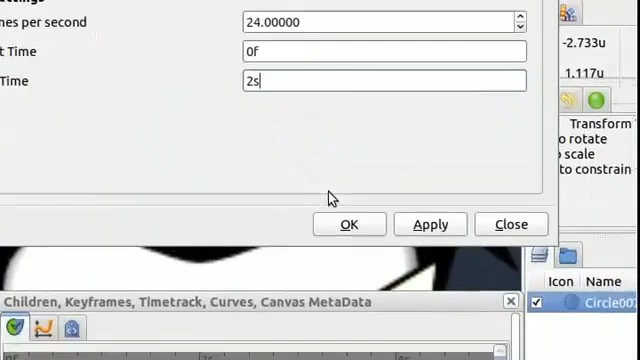 nes per second 24.00000
t Time 0f
Time 2s
OK Apply Close
-2.733u
1.117u
Transform
o rotate
o scale
to constrain
Icon Name
Circle007
Children, Keyframes, Timetrack, Curves, Canvas MetaData